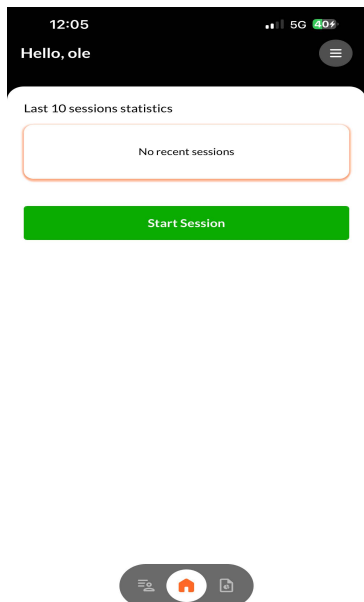 12:05
5G 40
Hello, ole
Last 10 sessions statistics
No recent sessions
Start Session